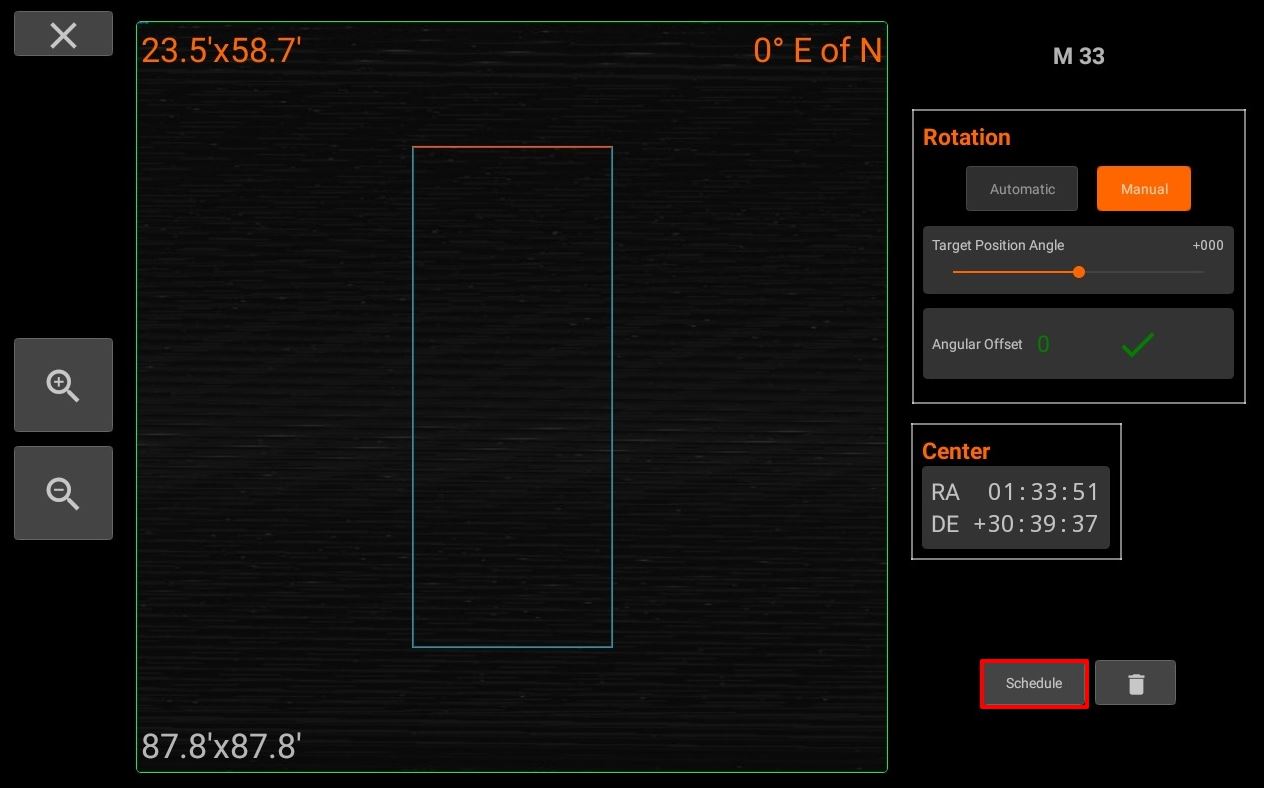 23.5'x58.7'
0° E of N
M 33
Rotation
Automatic
Manual
Target Position Angle +000
Angular Offset 0
Center
RA 01:33:51
DE +30:39:37
Schedule
87.8'x87.8'